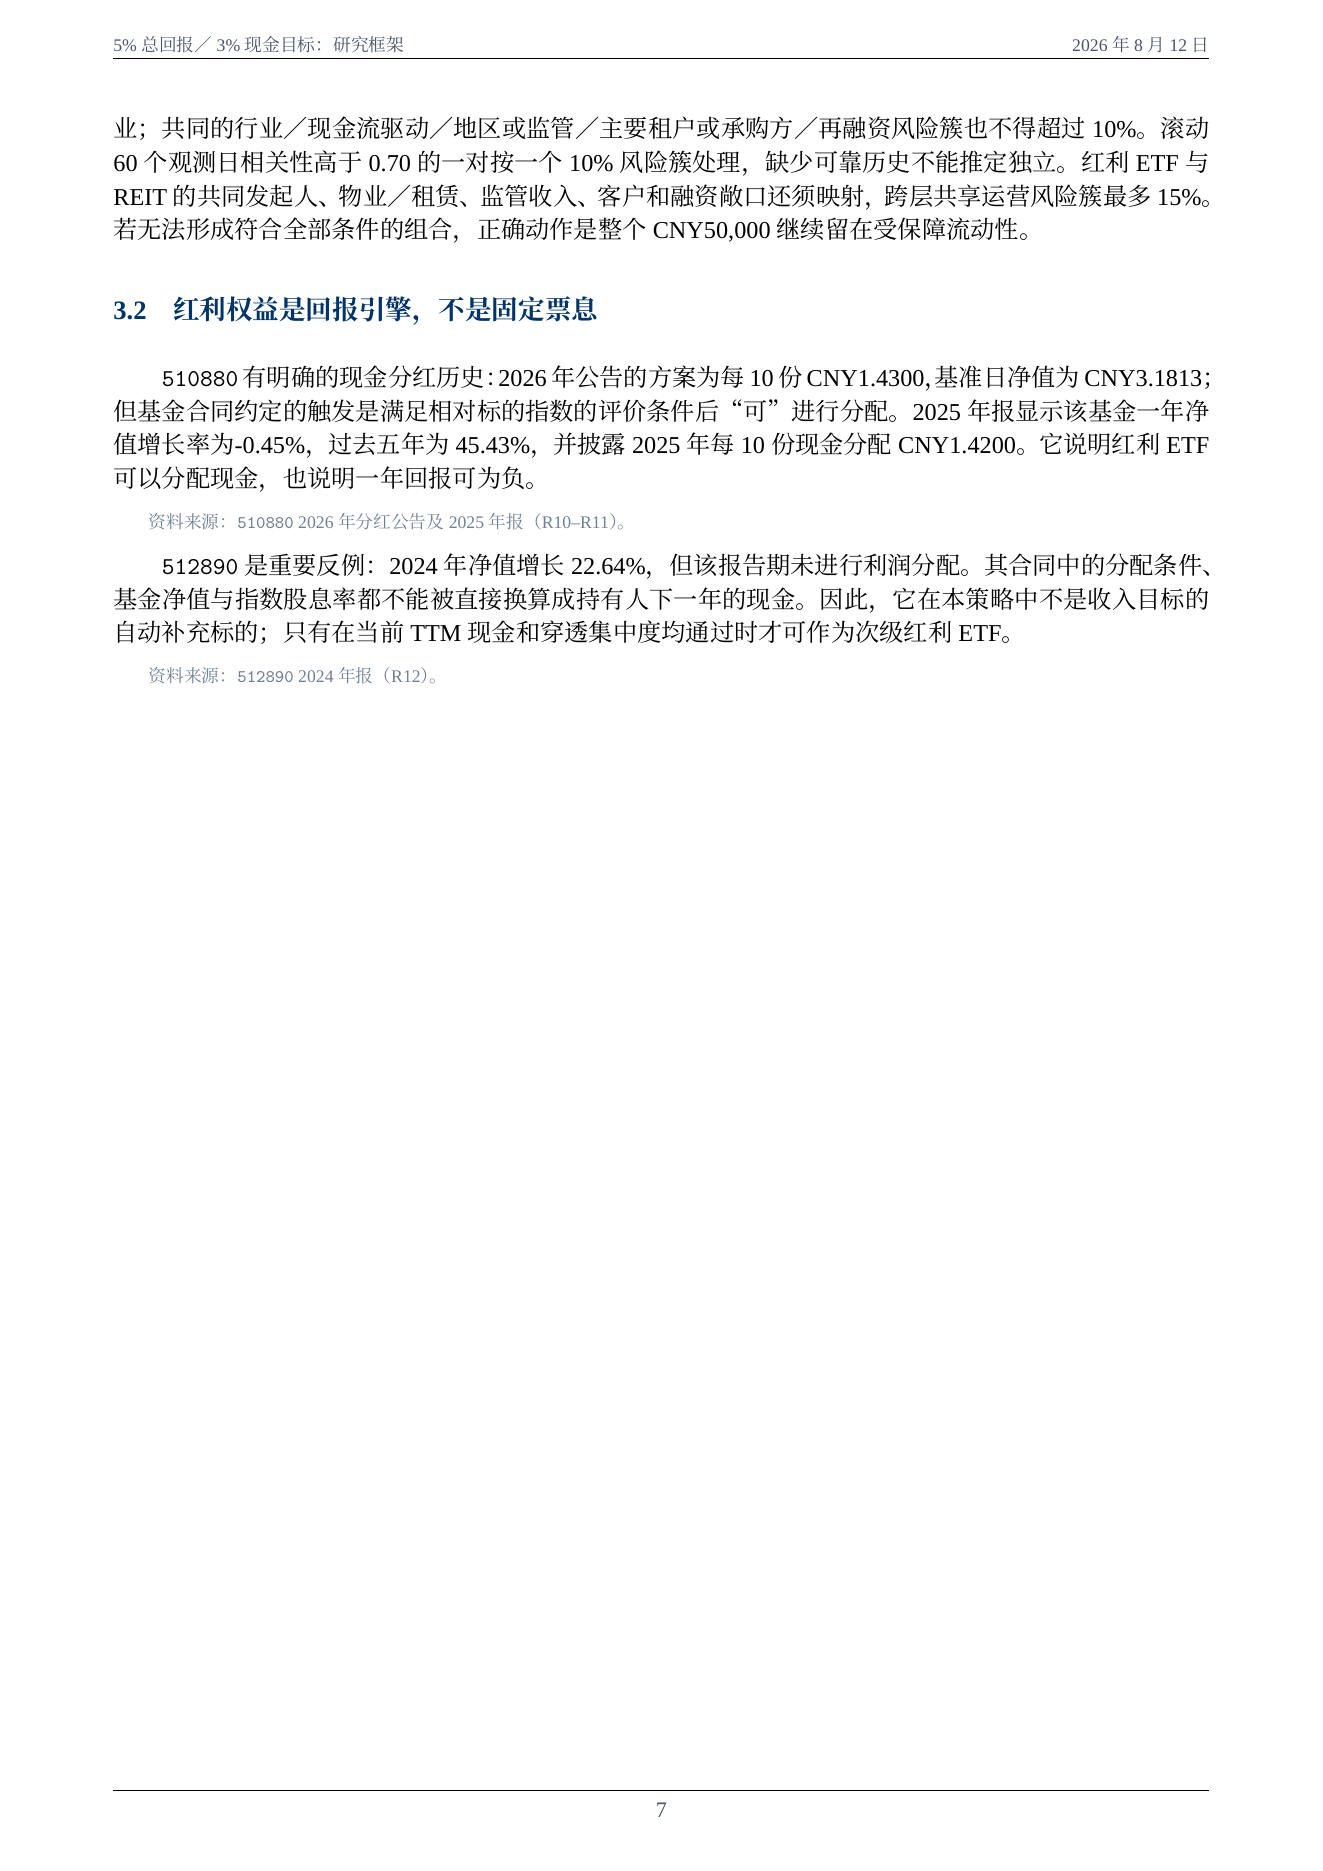 5% 总回报／3% 现金目标：研究框架 2026 年 8 月 12 日
业；共同的行业／现金流驱动／地区或监管／主要租户或承购方／再融资风险簇也不得超过 10%。滚动
60 个观测日相关性高于 0.70 的一对按一个 10% 风险簇处理，缺少可靠历史不能推定独立。红利 ETF 与
REIT 的共同发起人、物业／租赁、监管收入、客户和融资敞口还须映射，跨层共享运营风险簇最多 15%。
若无法形成符合全部条件的组合，正确动作是整个 CNY50,000 继续留在受保障流动性。
3.2 红利权益是回报引擎，不是固定票息
510880 有明确的现金分红历史：2026 年公告的方案为每 10 份 CNY1.4300，基准日净值为 CNY3.1813；
但基金合同约定的触发是满足相对标的指数的评价条件后“可”进行分配。2025 年报显示该基金一年净
值增长率为-0.45%，过去五年为 45.43%，并披露 2025 年每 10 份现金分配 CNY1.4200。它说明红利 ETF
可以分配现金，也说明一年回报可为负。
资料来源：510880 2026 年分红公告及 2025 年报（R10–R11）。
512890 是重要反例：2024 年净值增长 22.64%，但该报告期未进行利润分配。其合同中的分配条件、
基金净值与指数股息率都不能被直接换算成持有人下一年的现金。因此，它在本策略中不是收入目标的
自动补充标的；只有在当前 TTM 现金和穿透集中度均通过时才可作为次级红利 ETF。
资料来源：512890 2024 年报（R12）。
7